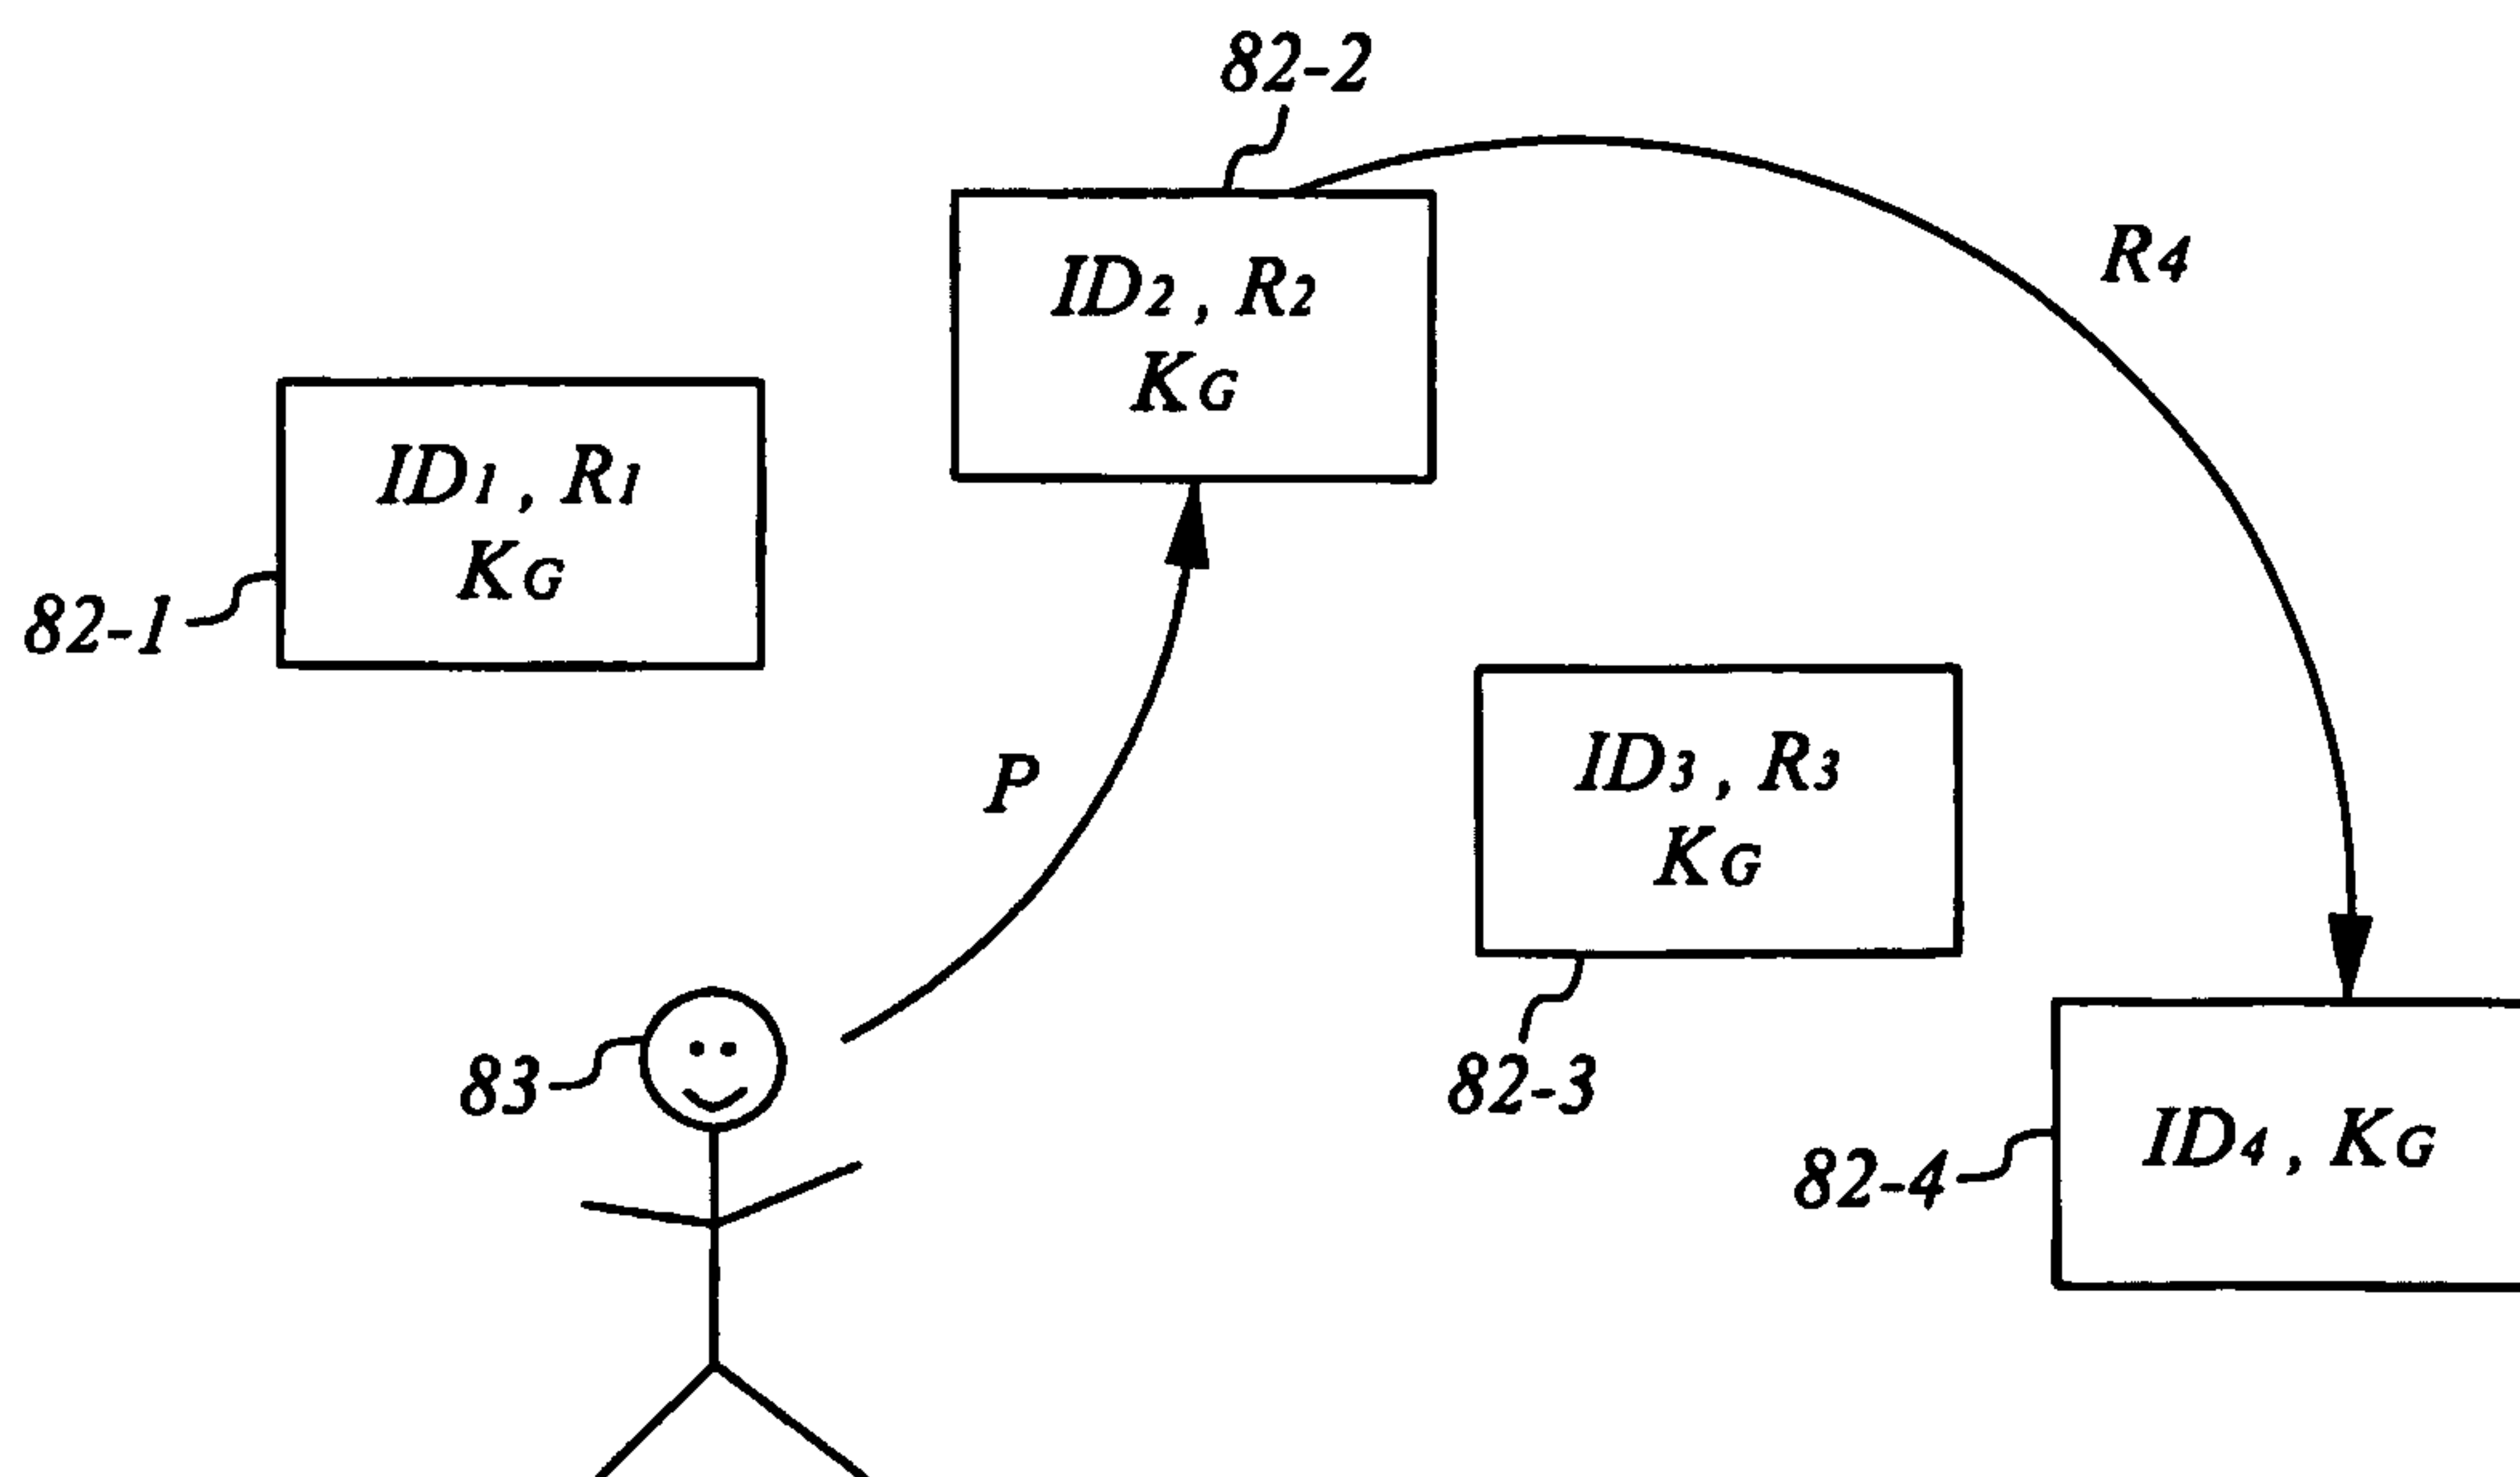 82-2
R4
ID2, R2
KG
ID1, R1
KG
82-1
P
ID3, R3
KG
83
82-3
82-4
ID4, KG